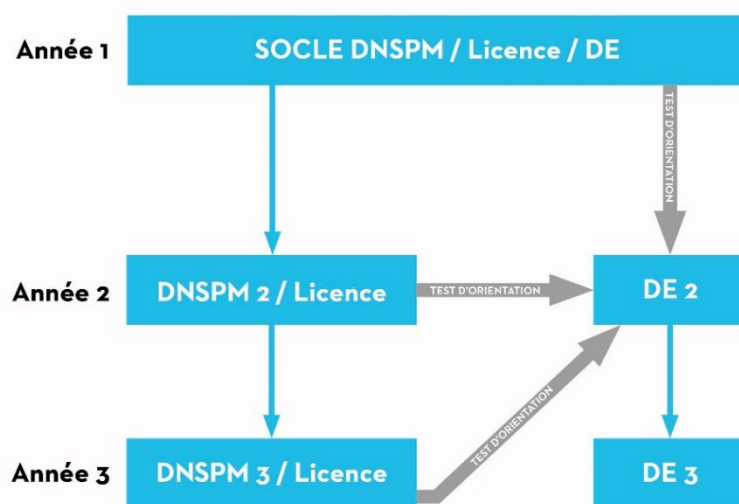 Année 1
SOCLE DNSPM / Licence / DE
TEST D'ORIENTATION
Année 2
DNSPM 2 / Licence
TEST D'ORIENTATION
DE 2
TEST D'ORIENTATION
Année 3
DNSPM 3 / Licence
DE 3